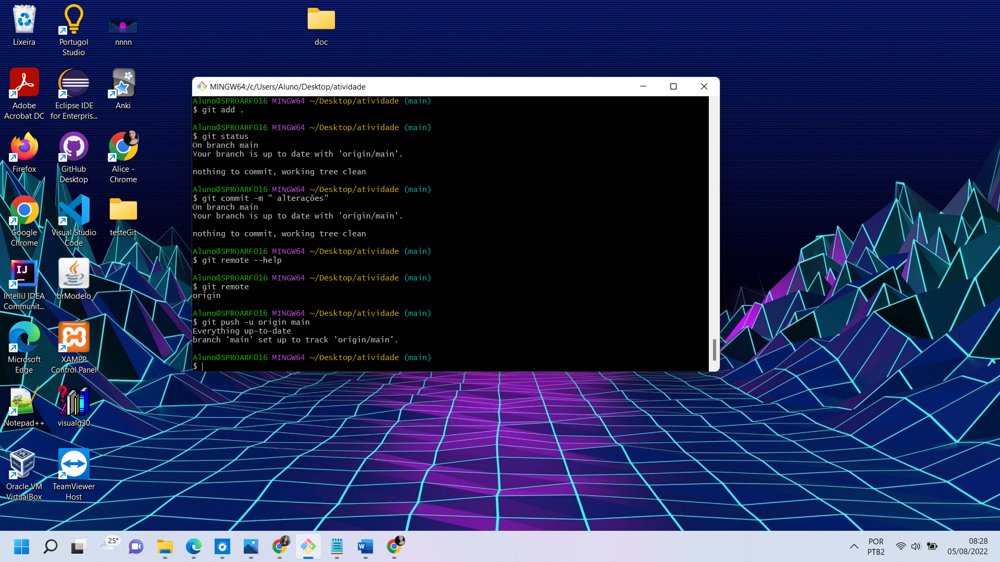 Lixeira
Portugol
Studio
nnnn
doc
Adobe
Acrobat DC
Eclipse IDE
for Enterpris...
Anki
Firefox
GitHub
Desktop
Alice -
Chrome
Google
Chrome
Visual Studio
Code
testeGit
IJ
IntelliJ IDEA
Communit...
brModelo
Microsoft
Edge
XAMPP
Control Panel
Notepad++
visualg30
Oracle VM
VirtualBox
TeamViewer
Host
MINGW64:/c/Users/Aluno/Desktop/atividade
Aluno@SPROARF016 MINGW64 ~/Desktop/atividade (main)
$ git add .
Aluno@SPROARF016 MINGW64 ~/Desktop/atividade (main)
$ git status
On branch main
Your branch is up to date with 'origin/main'.
nothing to commit, working tree clean
Aluno@SPROARF016 MINGW64 ~/Desktop/atividade (main)
$ git commit -m " alterações"
On branch main
Your branch is up to date with 'origin/main'.
nothing to commit, working tree clean
Aluno@SPROARF016 MINGW64 ~/Desktop/atividade (main)
$ git remote --help
Aluno@SPROARF016 MINGW64 ~/Desktop/atividade (main)
$ git remote
origin
Aluno@SPROARF016 MINGW64 ~/Desktop/atividade (main)
$ git push -u origin main
Everything up-to-date
branch 'main' set up to track 'origin/main'.
Aluno@SPROARF016 MINGW64 ~/Desktop/atividade (main)
$
25°
W
POR
PTB2
08:28
05/08/2022